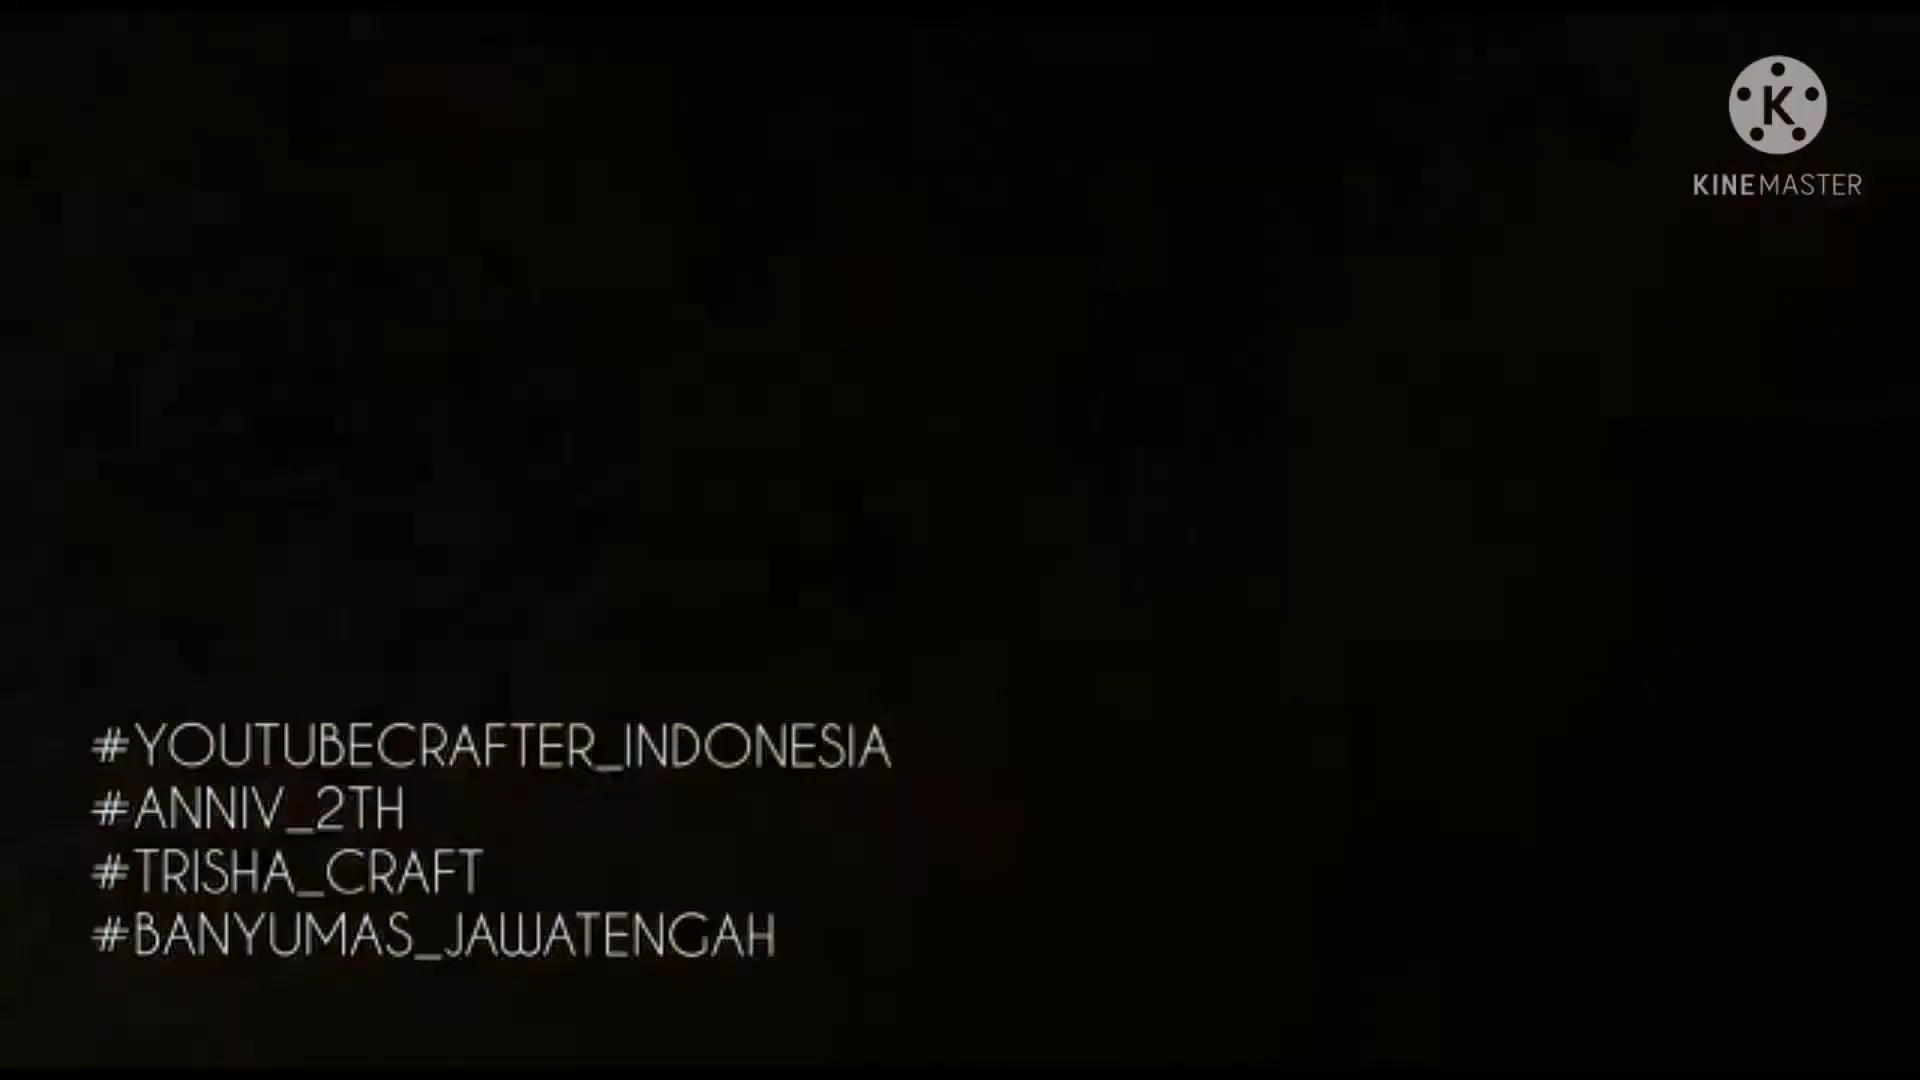 KINEMASTER
#YOUTUBECRAFTER_INDONESIA
#ANNIV_2TH
#TRISHA_CRAFT
#BANYUMAS_JAWATENGAH